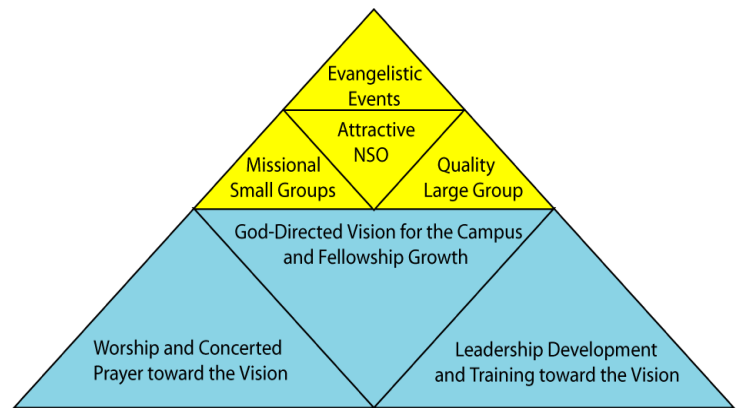 Evangelistic
Events
Attractive
NSO
Missional
Small Groups
Quality
Large Group
God-Directed Vision for the Campus
and Fellowship Growth
Worship and Concerted
Prayer toward the Vision
Leadership Development
and Training toward the Vision